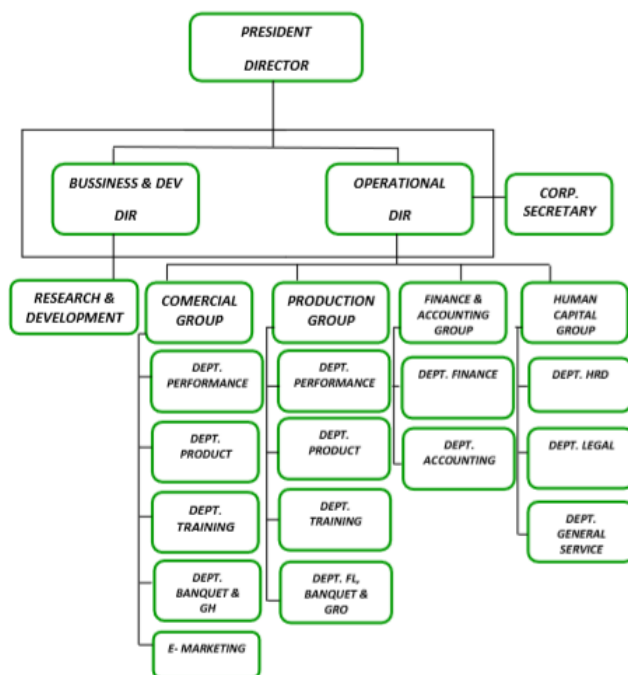 PRESIDENT
DIRECTOR
BUSSINESS & DEV
DIR
OPERATIONAL
DIR
CORP.
SECRETARY
RESEARCH &
DEVELOPMENT
COMERCIAL
GROUP
PRODUCTION
GROUP
FINANCE &
ACCOUNTING
GROUP
HUMAN
CAPITAL
GROUP
DEPT.
PERFORMANCE
DEPT.
PERFORMANCE
DEPT. FINANCE
DEPT. HRD
DEPT.
PRODUCT
DEPT.
PRODUCT
DEPT.
ACCOUNTING
DEPT. LEGAL
DEPT.
TRAINING
DEPT.
TRAINING
DEPT.
GENERAL
SERVICE
DEPT.
BANQUET &
GH
DEPT. FL,
BANQUET &
GRO
E- MARKETING